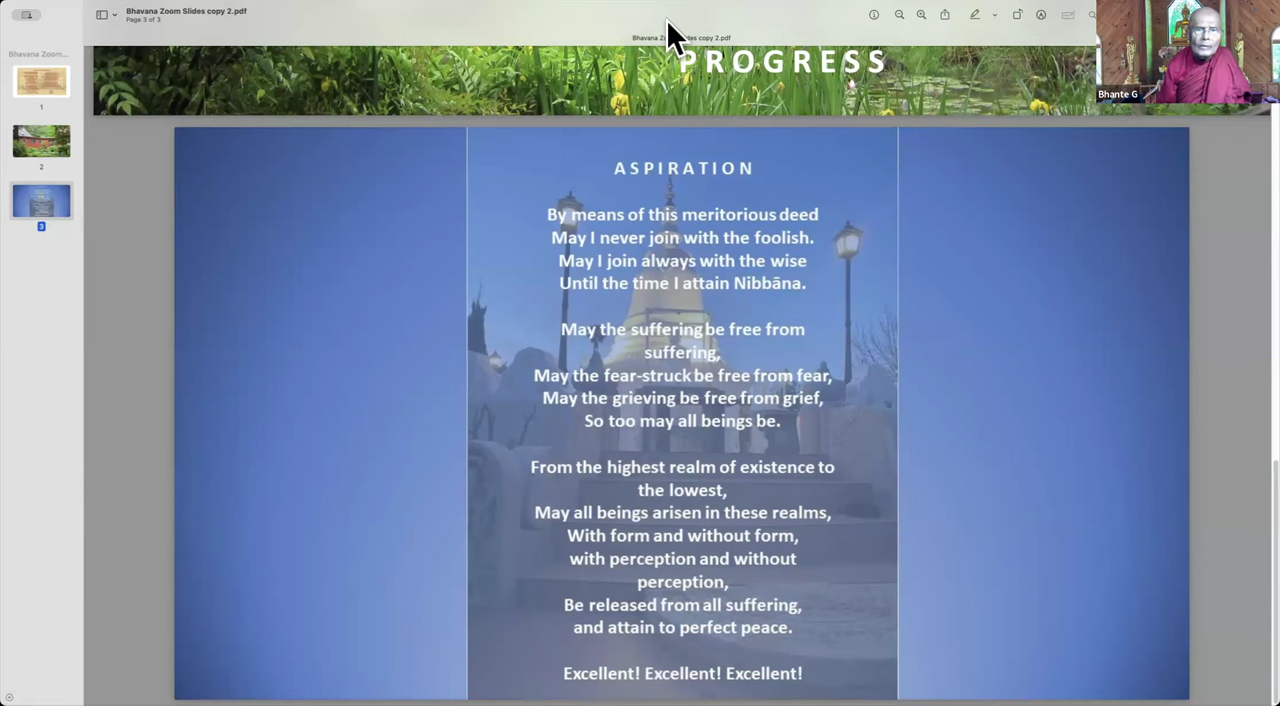 Bhavana Zoom Slides copy 2.pdf
Page 3 of 3
Bhavana Zoom...
1
2
3
PROGRESS
Bhante G
ASPIRATION
By means of this meritorious deed
May I never join with the foolish.
May I join always with the wise
Until the time I attain Nibbāna.
May the suffering be free from
suffering,
May the fear-struck be free from fear,
May the grieving be free from grief,
So too may all beings be.
From the highest realm of existence to
the lowest,
May all beings arisen in these realms,
With form and without form,
with perception and without
perception,
Be released from all suffering,
and attain to perfect peace.
Excellent! Excellent! Excellent!